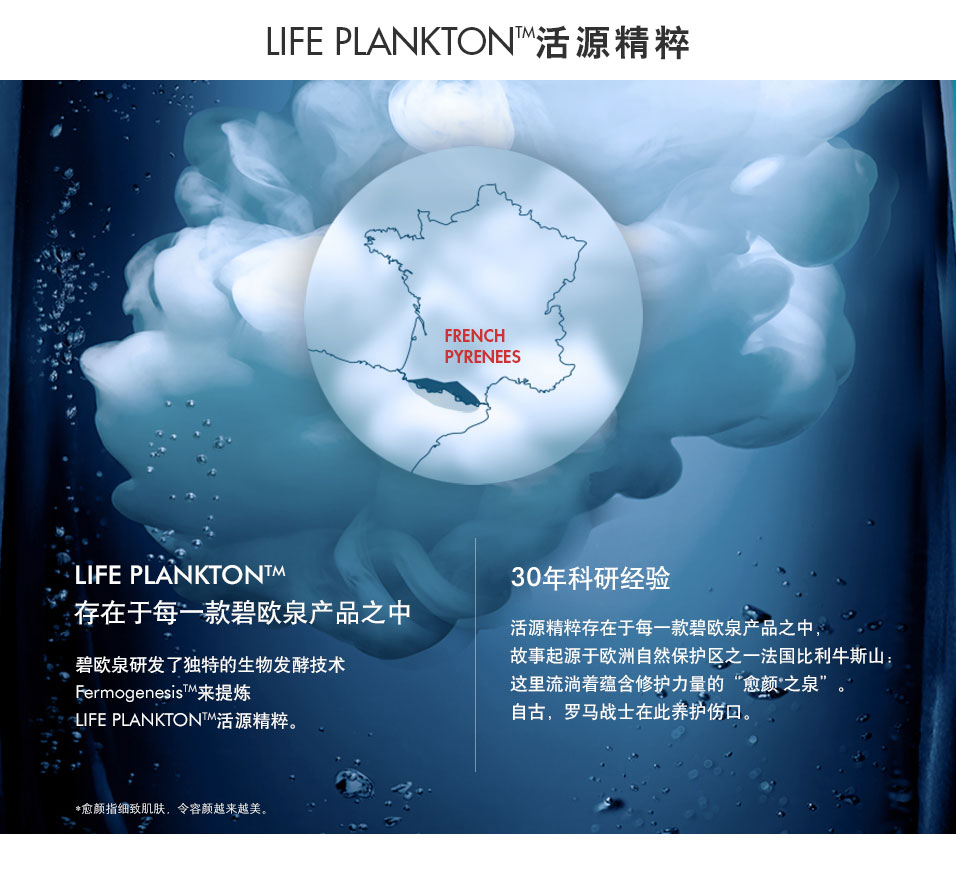 LIFE PLANKTON™活源精粹
FRENCH
PYRENEES
LIFE PLANKTON™
存在于每一款碧欧泉产品之中
碧欧泉研发了独特的生物发酵技术
Fermogenesis™来提炼
LIFE PLANKTON™活源精粹。
30年科研经验
活源精粹存在于每一款碧欧泉产品之中，
故事起源于欧洲自然保护区之一法国比利牛斯山：
这里流淌着蕴含修护力量的“愈颜*之泉”。
自古，罗马战士在此养护伤口。
*愈颜指细致肌肤，令容颜越来越美。